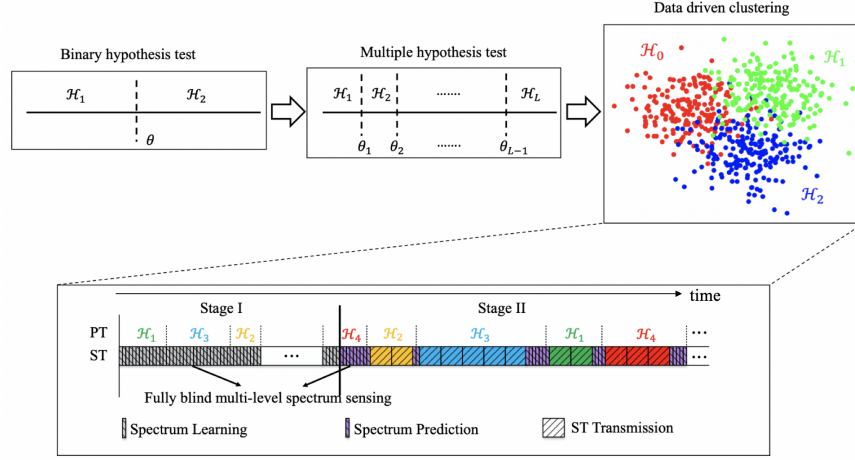 Data driven clustering
Binary hypothesis test
Multiple hypothesis test
ℋ₁ ℋ₂
θ
ℋ₁ ℋ₂ ....... ℋL
θ₁ θ₂ ....... θL−1
ℋ₀
ℋ₁
ℋ₂
time
Stage I Stage II
PT ℋ₁ ℋ₃ ℋ₂ ℋ₄ ℋ₂ ℋ₃ ℋ₁ ℋ₄ ...
ST ... ...
Fully blind multi-level spectrum sensing
Spectrum Learning Spectrum Prediction ST Transmission